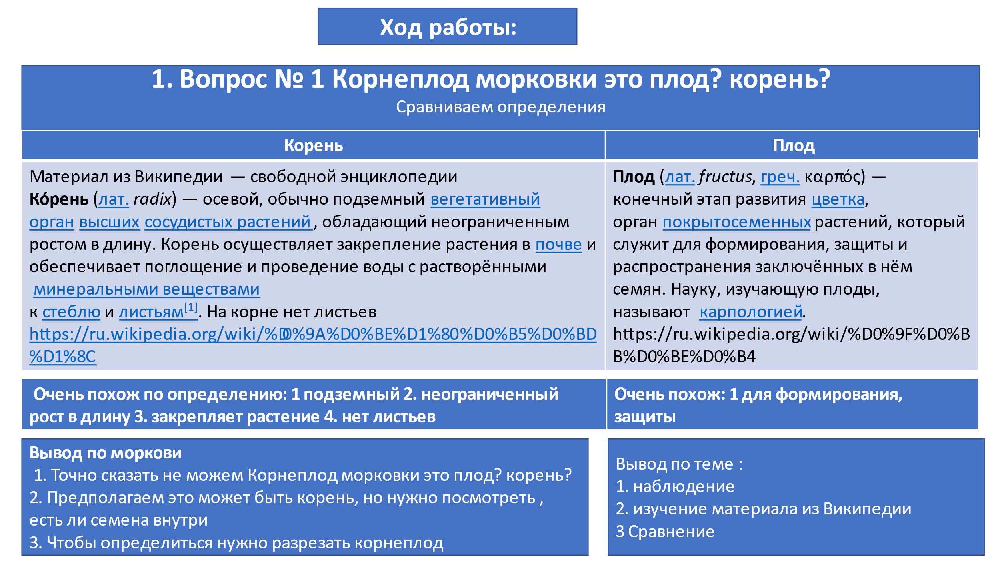 Ход работы:
1. Вопрос № 1 Корнеплод морковки это плод? корень?
Сравниваем определения
Корень
Материал из Википедии — свободной энциклопедии
Ко́рень (лат. radix) — осевой, обычно подземный вегетативный
орган высших сосудистых растений, обладающий неограниченным
ростом в длину. Корень осуществляет закрепление растения в почве и
обеспечивает поглощение и проведение воды с растворёнными
минеральными веществами
к стеблю и листьям[1]. На корне нет листьев
https://ru.wikipedia.org/wiki/%D0%9A%D0%BE%D1%80%D0%B5%D0%BD
%D1%8C
Плод
Плод (лат. fructus, греч. καρπός) —
конечный этап развития цветка,
орган покрытосеменных растений, который
служит для формирования, защиты и
распространения заключённых в нём
семян. Науку, изучающую плоды,
называют карпологией.
https://ru.wikipedia.org/wiki/%D0%9F%D0%B
B%D0%BE%D0%B4
Очень похож по определению: 1 подземный 2. неограниченный
рост в длину 3. закрепляет растение 4. нет листьев
Очень похож: 1 для формирования,
защиты
Вывод по моркови
1. Точно сказать не можем Корнеплод морковки это плод? корень?
2. Предполагаем это может быть корень, но нужно посмотреть ,
есть ли семена внутри
3. Чтобы определиться нужно разрезать корнеплод
Вывод по теме :
1. наблюдение
2. изучение материала из Википедии
3 Сравнение